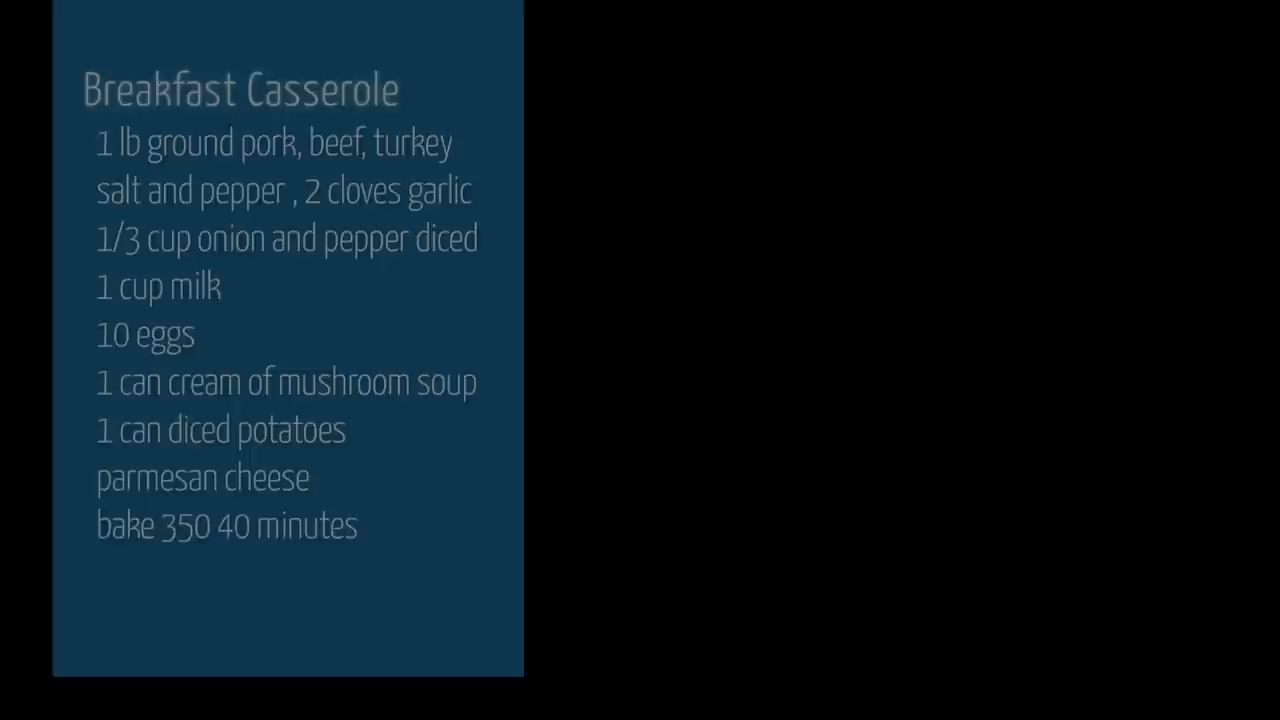 Breakfast Casserole
1 lb ground pork, beef, turkey
salt and pepper , 2 cloves garlic
1/3 cup onion and pepper diced
1 cup milk
10 eggs
1 can cream of mushroom soup
1 can diced potatoes
parmesan cheese
bake 350 40 minutes